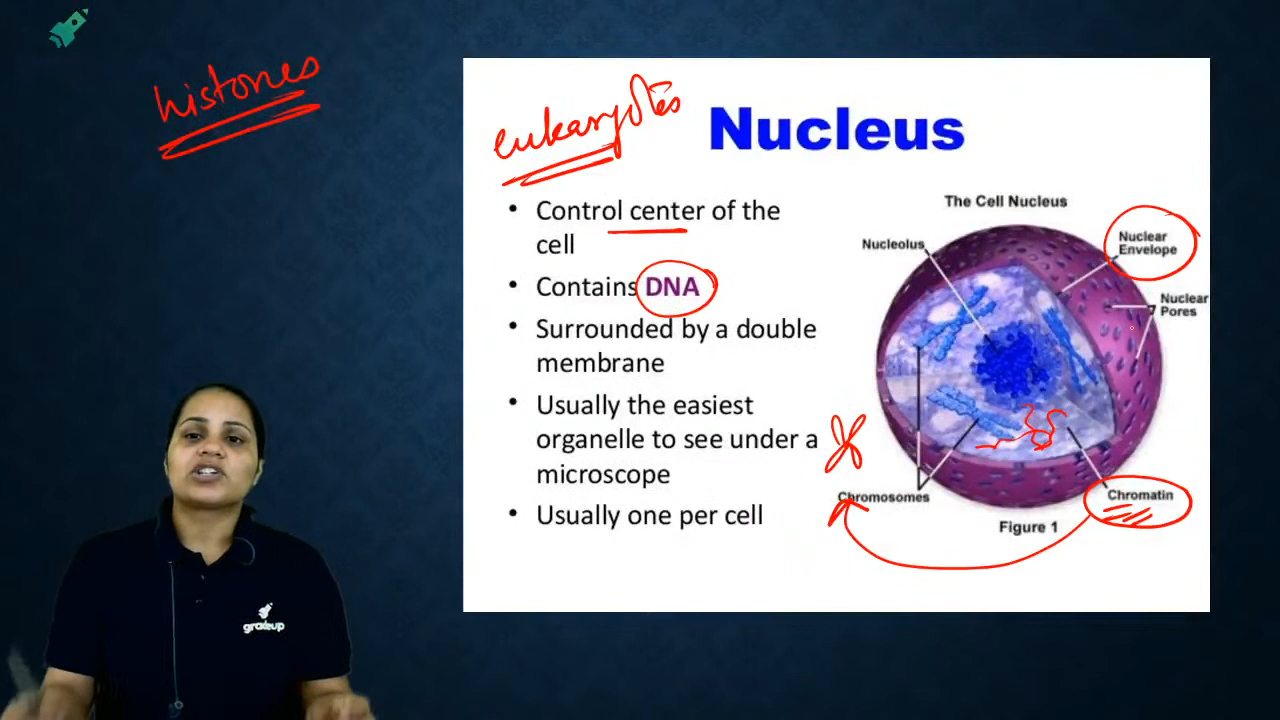 histones
eukaryotes
Nucleus
• Control center of the
cell
• Contains DNA
• Surrounded by a double
membrane
• Usually the easiest
organelle to see under a
microscope
• Usually one per cell
The Cell Nucleus
Nucleolus
Nuclear
Envelope
Nuclear
Pores
Chromosomes
Chromatin
Figure 1
gradeup